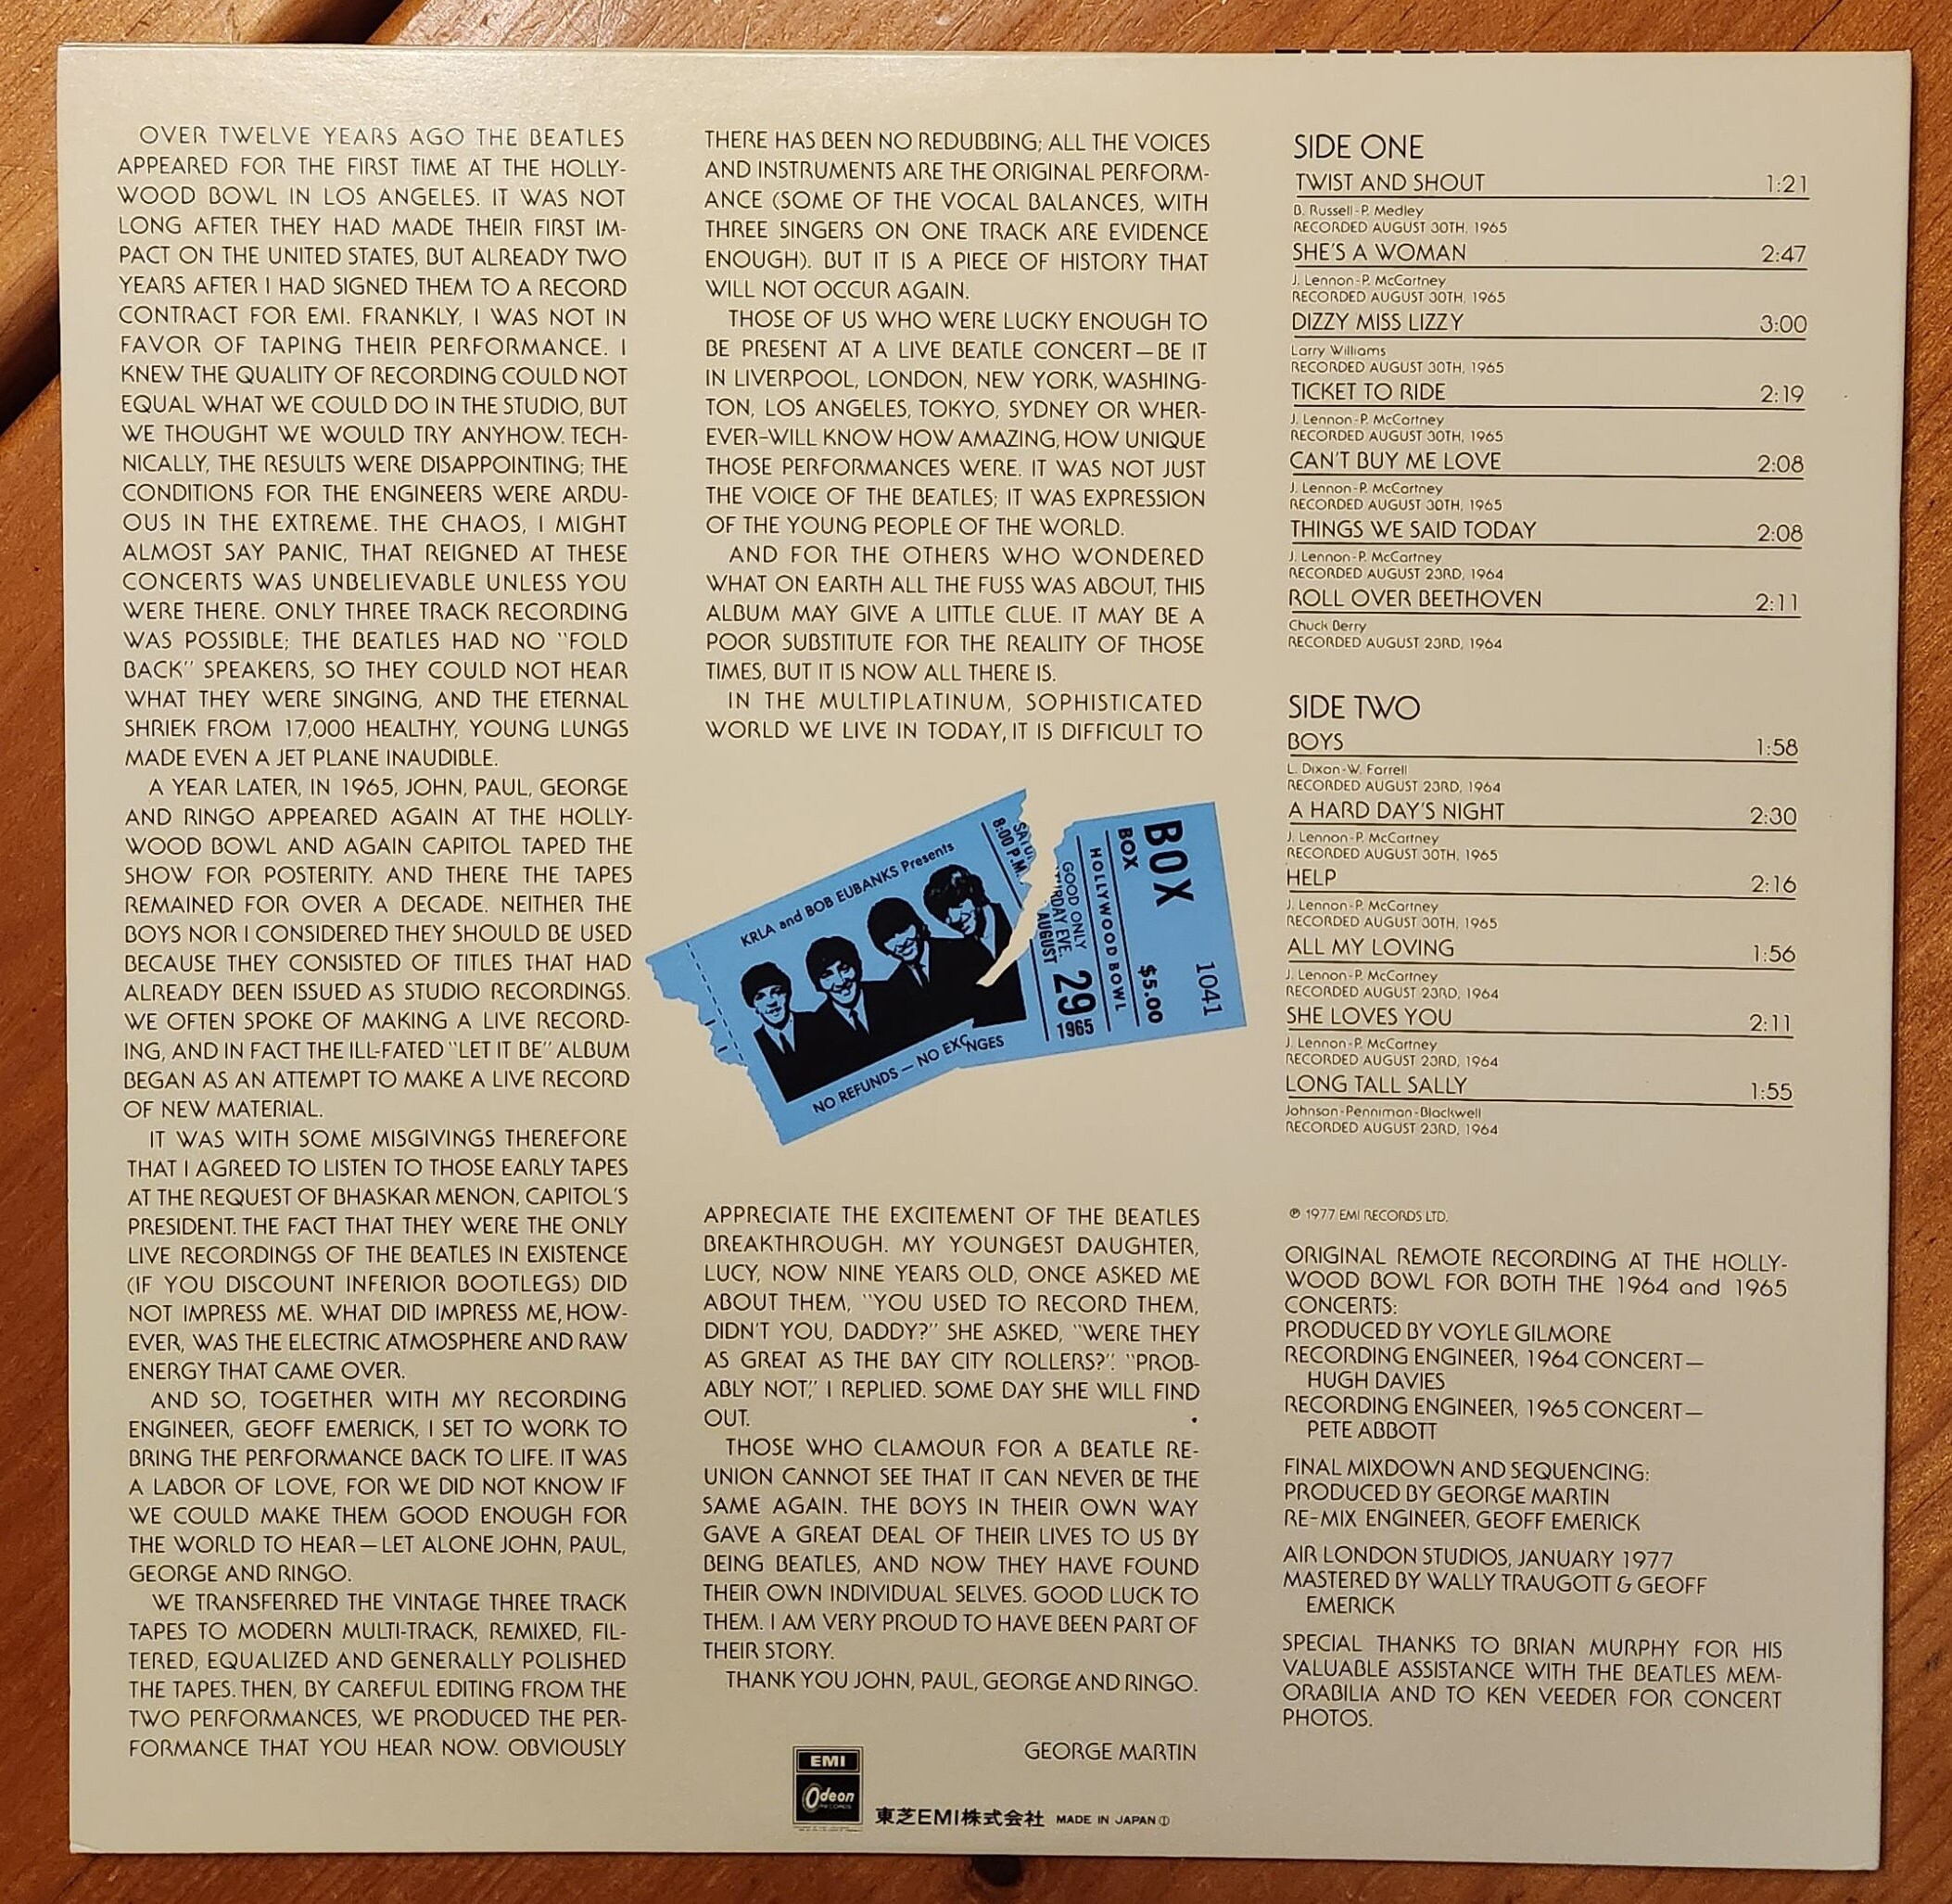 OVER TWELVE YEARS AGO THE BEATLES
APPEARED FOR THE FIRST TIME AT THE HOLLY-
WOOD BOWL IN LOS ANGELES. IT WAS NOT
LONG AFTER THEY HAD MADE THEIR FIRST IM-
PACT ON THE UNITED STATES, BUT ALREADY TWO
YEARS AFTER I HAD SIGNED THEM TO A RECORD
CONTRACT FOR EMI. FRANKLY, I WAS NOT IN
FAVOR OF TAPING THEIR PERFORMANCE. I
KNEW THE QUALITY OF RECORDING COULD NOT
EQUAL WHAT WE COULD DO IN THE STUDIO, BUT
WE THOUGHT WE WOULD TRY ANYHOW. TECH-
NICALLY, THE RESULTS WERE DISAPPOINTING; THE
CONDITIONS FOR THE ENGINEERS WERE ARDU-
OUS IN THE EXTREME. THE CHAOS, I MIGHT
ALMOST SAY PANIC, THAT REIGNED AT THESE
CONCERTS WAS UNBELIEVABLE UNLESS YOU
WERE THERE. ONLY THREE TRACK RECORDING
WAS POSSIBLE; THE BEATLES HAD NO "FOLD
BACK" SPEAKERS, SO THEY COULD NOT HEAR
WHAT THEY WERE SINGING, AND THE ETERNAL
SHRIEK FROM 17,000 HEALTHY, YOUNG LUNGS
MADE EVEN A JET PLANE INAUDIBLE.
A YEAR LATER, IN 1965, JOHN, PAUL, GEORGE
AND RINGO APPEARED AGAIN AT THE HOLLY-
WOOD BOWL AND AGAIN CAPITOL TAPED THE
SHOW FOR POSTERITY. AND THERE THE TAPES
REMAINED FOR OVER A DECADE. NEITHER THE
BOYS NOR I CONSIDERED THEY SHOULD BE USED
BECAUSE THEY CONSISTED OF TITLES THAT HAD
ALREADY BEEN ISSUED AS STUDIO RECORDINGS.
WE OFTEN SPOKE OF MAKING A LIVE RECORD-
ING, AND IN FACT THE ILL-FATED "LET IT BE" ALBUM
BEGAN AS AN ATTEMPT TO MAKE A LIVE RECORD
OF NEW MATERIAL.
IT WAS WITH SOME MISGIVINGS THEREFORE
THAT I AGREED TO LISTEN TO THOSE EARLY TAPES
AT THE REQUEST OF BHASKAR MENON, CAPITOL'S
PRESIDENT. THE FACT THAT THEY WERE THE ONLY
LIVE RECORDINGS OF THE BEATLES IN EXISTENCE
(IF YOU DISCOUNT INFERIOR BOOTLEGS) DID
NOT IMPRESS ME. WHAT DID IMPRESS ME, HOW-
EVER, WAS THE ELECTRIC ATMOSPHERE AND RAW
ENERGY THAT CAME OVER.
AND SO, TOGETHER WITH MY RECORDING
ENGINEER, GEOFF EMERICK, I SET TO WORK TO
BRING THE PERFORMANCE BACK TO LIFE. IT WAS
A LABOR OF LOVE, FOR WE DID NOT KNOW IF
WE COULD MAKE THEM GOOD ENOUGH FOR
THE WORLD TO HEAR—LET ALONE JOHN, PAUL,
GEORGE AND RINGO.
WE TRANSFERRED THE VINTAGE THREE TRACK
TAPES TO MODERN MULTI-TRACK, REMIXED, FIL-
TERED, EQUALIZED AND GENERALLY POLISHED
THE TAPES. THEN, BY CAREFUL EDITING FROM THE
TWO PERFORMANCES, WE PRODUCED THE PER-
FORMANCE THAT YOU HEAR NOW. OBVIOUSLY
THERE HAS BEEN NO REDUBBING; ALL THE VOICES
AND INSTRUMENTS ARE THE ORIGINAL PERFORM-
ANCE (SOME OF THE VOCAL BALANCES, WITH
THREE SINGERS ON ONE TRACK ARE EVIDENCE
ENOUGH). BUT IT IS A PIECE OF HISTORY THAT
WILL NOT OCCUR AGAIN.
THOSE OF US WHO WERE LUCKY ENOUGH TO
BE PRESENT AT A LIVE BEATLE CONCERT—BE IT
IN LIVERPOOL, LONDON, NEW YORK, WASHING-
TON, LOS ANGELES, TOKYO, SYDNEY OR WHER-
EVER-WILL KNOW HOW AMAZING, HOW UNIQUE
THOSE PERFORMANCES WERE. IT WAS NOT JUST
THE VOICE OF THE BEATLES; IT WAS EXPRESSION
OF THE YOUNG PEOPLE OF THE WORLD.
AND FOR THE OTHERS WHO WONDERED
WHAT ON EARTH ALL THE FUSS WAS ABOUT, THIS
ALBUM MAY GIVE A LITTLE CLUE. IT MAY BE A
POOR SUBSTITUTE FOR THE REALITY OF THOSE
TIMES, BUT IT IS NOW ALL THERE IS.
IN THE MULTIPLATINUM, SOPHISTICATED
WORLD WE LIVE IN TODAY, IT IS DIFFICULT TO
KRLA and BOB EUBANKS Presents
8:00 P.M.
NO REFUNDS — NO EXC NGES
BOX
BOX
HOLLYWOOD BOWL
GOOD ONLY
EVE.
AUGUST
29
1965
$5.00
1041
APPRECIATE THE EXCITEMENT OF THE BEATLES
BREAKTHROUGH. MY YOUNGEST DAUGHTER,
LUCY, NOW NINE YEARS OLD, ONCE ASKED ME
ABOUT THEM, "YOU USED TO RECORD THEM,
DIDN'T YOU, DADDY?" SHE ASKED, "WERE THEY
AS GREAT AS THE BAY CITY ROLLERS?". "PROB-
ABLY NOT," I REPLIED. SOME DAY SHE WILL FIND
OUT.
THOSE WHO CLAMOUR FOR A BEATLE RE-
UNION CANNOT SEE THAT IT CAN NEVER BE THE
SAME AGAIN. THE BOYS IN THEIR OWN WAY
GAVE A GREAT DEAL OF THEIR LIVES TO US BY
BEING BEATLES, AND NOW THEY HAVE FOUND
THEIR OWN INDIVIDUAL SELVES. GOOD LUCK TO
THEM. I AM VERY PROUD TO HAVE BEEN PART OF
THEIR STORY.
THANK YOU JOHN, PAUL, GEORGE AND RINGO.
GEORGE MARTIN
EMI
Odeon
RECORDS
東芝EMI株式会社 MADE IN JAPAN Ⓣ
SIDE ONE
TWIST AND SHOUT 1:21
B. Russell-P. Medley
RECORDED AUGUST 30TH, 1965
SHE'S A WOMAN 2:47
J. Lennon-P. McCartney
RECORDED AUGUST 30TH, 1965
DIZZY MISS LIZZY 3:00
Larry Williams
RECORDED AUGUST 30TH, 1965
TICKET TO RIDE 2:19
J. Lennon-P. McCartney
RECORDED AUGUST 30TH, 1965
CAN'T BUY ME LOVE 2:08
J. Lennon-P. McCartney
RECORDED AUGUST 30TH, 1965
THINGS WE SAID TODAY 2:08
J. Lennon-P. McCartney
RECORDED AUGUST 23RD, 1964
ROLL OVER BEETHOVEN 2:11
Chuck Berry
RECORDED AUGUST 23RD, 1964
SIDE TWO
BOYS 1:58
L. Dixon-W. Farrell
RECORDED AUGUST 23RD, 1964
A HARD DAY'S NIGHT 2:30
J. Lennon-P. McCartney
RECORDED AUGUST 30TH, 1965
HELP 2:16
J. Lennon-P. McCartney
RECORDED AUGUST 30TH, 1965
ALL MY LOVING 1:56
J. Lennon-P. McCartney
RECORDED AUGUST 23RD, 1964
SHE LOVES YOU 2:11
J. Lennon-P. McCartney
RECORDED AUGUST 23RD, 1964
LONG TALL SALLY 1:55
Johnson-Penniman-Blackwell
RECORDED AUGUST 23RD, 1964
℗ 1977 EMI RECORDS LTD.
ORIGINAL REMOTE RECORDING AT THE HOLLY-
WOOD BOWL FOR BOTH THE 1964 and 1965
CONCERTS:
PRODUCED BY VOYLE GILMORE
RECORDING ENGINEER, 1964 CONCERT—
HUGH DAVIES
RECORDING ENGINEER, 1965 CONCERT—
PETE ABBOTT
FINAL MIXDOWN AND SEQUENCING:
PRODUCED BY GEORGE MARTIN
RE-MIX ENGINEER, GEOFF EMERICK
AIR LONDON STUDIOS, JANUARY 1977
MASTERED BY WALLY TRAUGOTT & GEOFF
EMERICK
SPECIAL THANKS TO BRIAN MURPHY FOR HIS
VALUABLE ASSISTANCE WITH THE BEATLES MEM-
ORABILIA AND TO KEN VEEDER FOR CONCERT
PHOTOS.